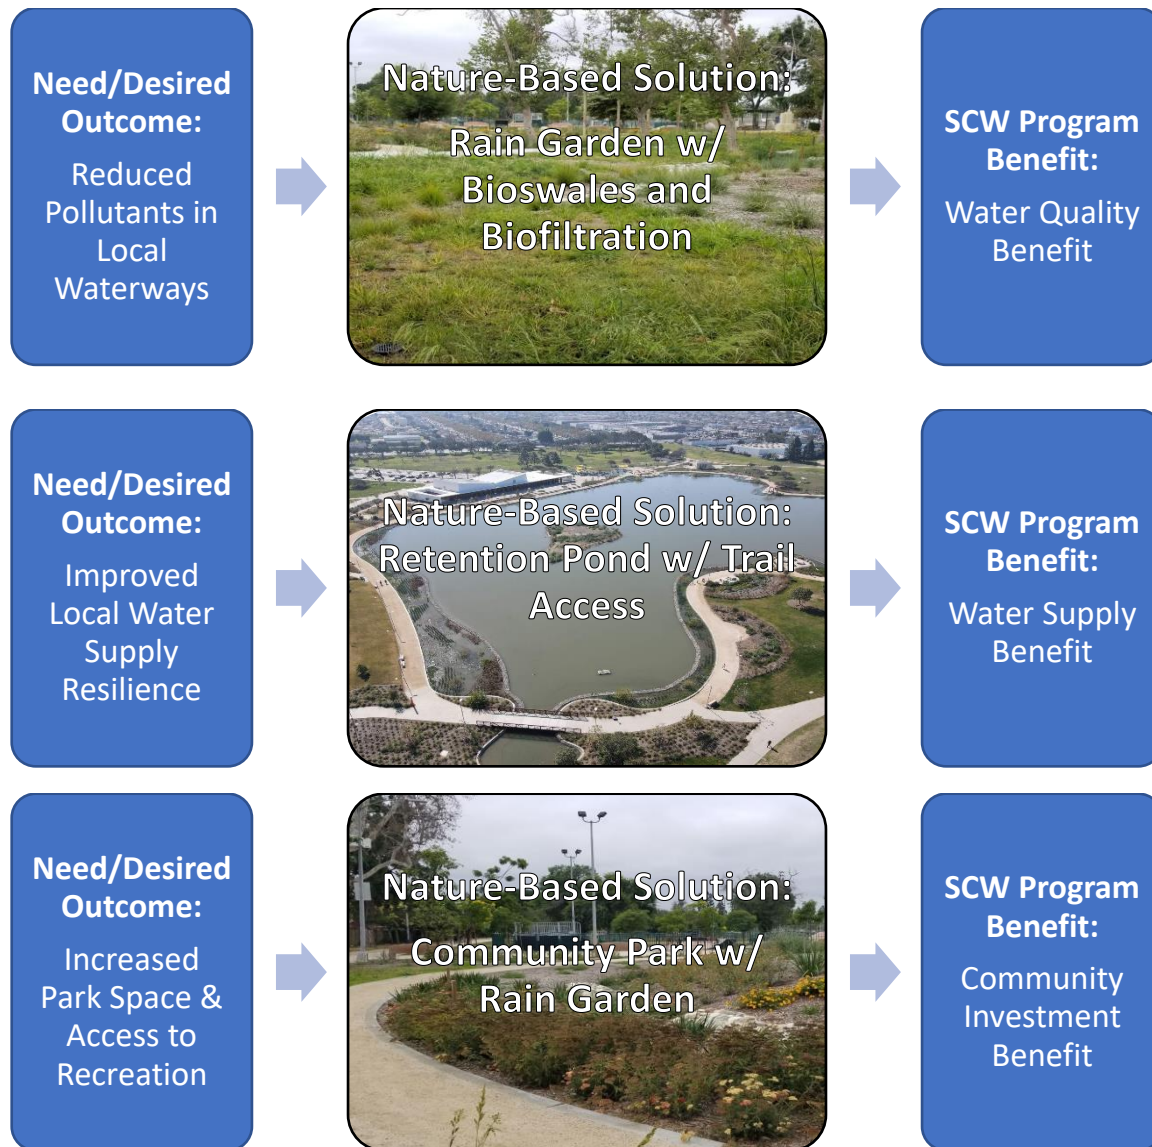 Need/Desired
Outcome:
Reduced
Pollutants in
Local
Waterways
Nature-Based Solution:
Rain Garden w/
Bioswales and
Biofiltration
SCW Program
Benefit:
Water Quality
Benefit
Need/Desired
Outcome:
Improved
Local Water
Supply
Resilience
Nature-Based Solution:
Retention Pond w/ Trail
Access
SCW Program
Benefit:
Water Supply
Benefit
Need/Desired
Outcome:
Increased
Park Space &
Access to
Recreation
Nature-Based Solution:
Community Park w/
Rain Garden
SCW Program
Benefit:
Community
Investment
Benefit